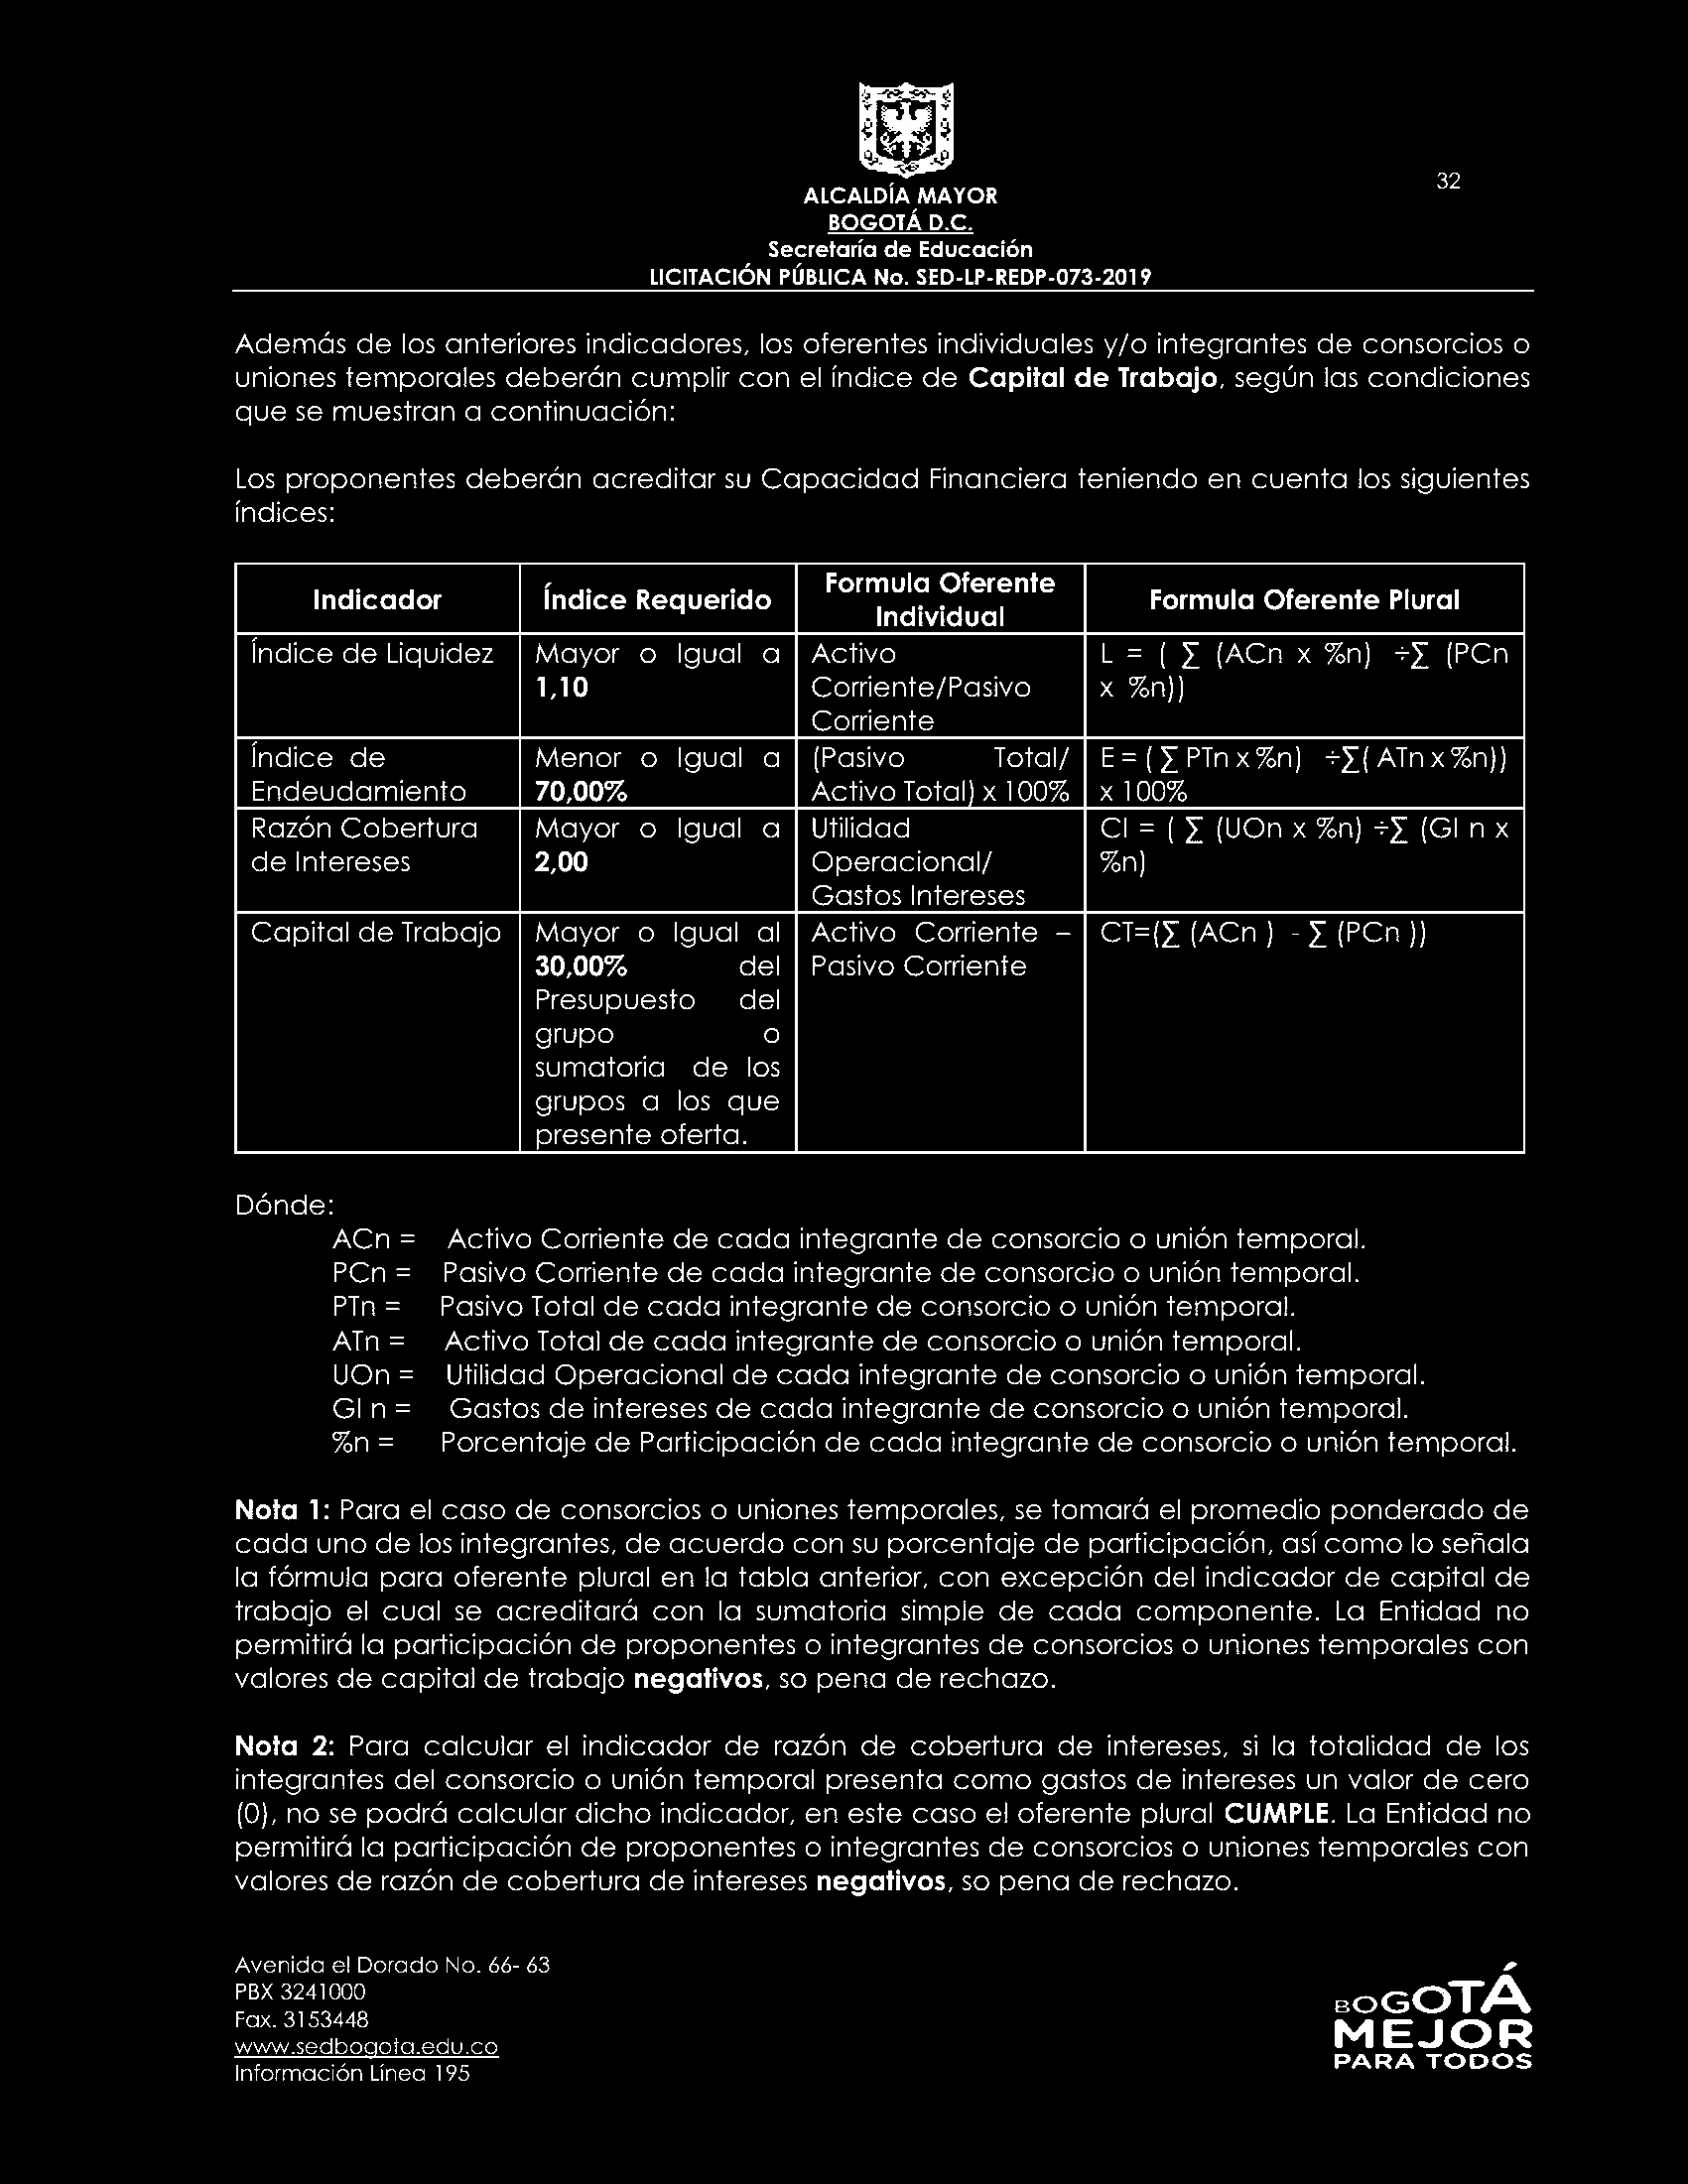 32
ALCALDÍA MAYOR
BOGOTÁ D.C.
Secretaría de Educación
LICITACIÓN PÚBLICA No. SED-LP-REDP-073-2019
Además de los anteriores indicadores, los oferentes individuales y/o integrantes de consorcios o
uniones temporales deberán cumplir con el índice de Capital de Trabajo, según las condiciones
que se muestran a continuación:
Los proponentes deberán acreditar su Capacidad Financiera teniendo en cuenta los siguientes
índices:
Indicador
Índice Requerido
Formula Oferente
Individual
Formula Oferente Plural
Índice de Liquidez
Mayor o Igual a
1,10
Activo
Corriente/Pasivo
Corriente
L = ( ∑ (ACn x %n) ÷∑ (PCn
x %n))
Índice de
Endeudamiento
Menor o Igual a
70,00%
(Pasivo Total/
Activo Total) x 100%
E = ( ∑ PTn x %n) ÷∑( ATn x %n))
x 100%
Razón Cobertura
de Intereses
Mayor o Igual a
2,00
Utilidad
Operacional/
Gastos Intereses
CI = ( ∑ (UOn x %n) ÷∑ (GI n x
%n)
Capital de Trabajo
Mayor o Igual al
30,00% del
Presupuesto del
grupo o
sumatoria de los
grupos a los que
presente oferta.
Activo Corriente –
Pasivo Corriente
CT=(∑ (ACn ) - ∑ (PCn ))
Dónde:
ACn = Activo Corriente de cada integrante de consorcio o unión temporal.
PCn = Pasivo Corriente de cada integrante de consorcio o unión temporal.
PTn = Pasivo Total de cada integrante de consorcio o unión temporal.
ATn = Activo Total de cada integrante de consorcio o unión temporal.
UOn = Utilidad Operacional de cada integrante de consorcio o unión temporal.
GI n = Gastos de intereses de cada integrante de consorcio o unión temporal.
%n = Porcentaje de Participación de cada integrante de consorcio o unión temporal.
Nota 1: Para el caso de consorcios o uniones temporales, se tomará el promedio ponderado de
cada uno de los integrantes, de acuerdo con su porcentaje de participación, así como lo señala
la fórmula para oferente plural en la tabla anterior, con excepción del indicador de capital de
trabajo el cual se acreditará con la sumatoria simple de cada componente. La Entidad no
permitirá la participación de proponentes o integrantes de consorcios o uniones temporales con
valores de capital de trabajo negativos, so pena de rechazo.
Nota 2: Para calcular el indicador de razón de cobertura de intereses, si la totalidad de los
integrantes del consorcio o unión temporal presenta como gastos de intereses un valor de cero
(0), no se podrá calcular dicho indicador, en este caso el oferente plural CUMPLE. La Entidad no
permitirá la participación de proponentes o integrantes de consorcios o uniones temporales con
valores de razón de cobertura de intereses negativos, so pena de rechazo.
Avenida el Dorado No. 66- 63
PBX 3241000
Fax. 3153448
www.sedbogota.edu.co
Información Línea 195
BOGOTÁ
MEJOR
PARA TODOS